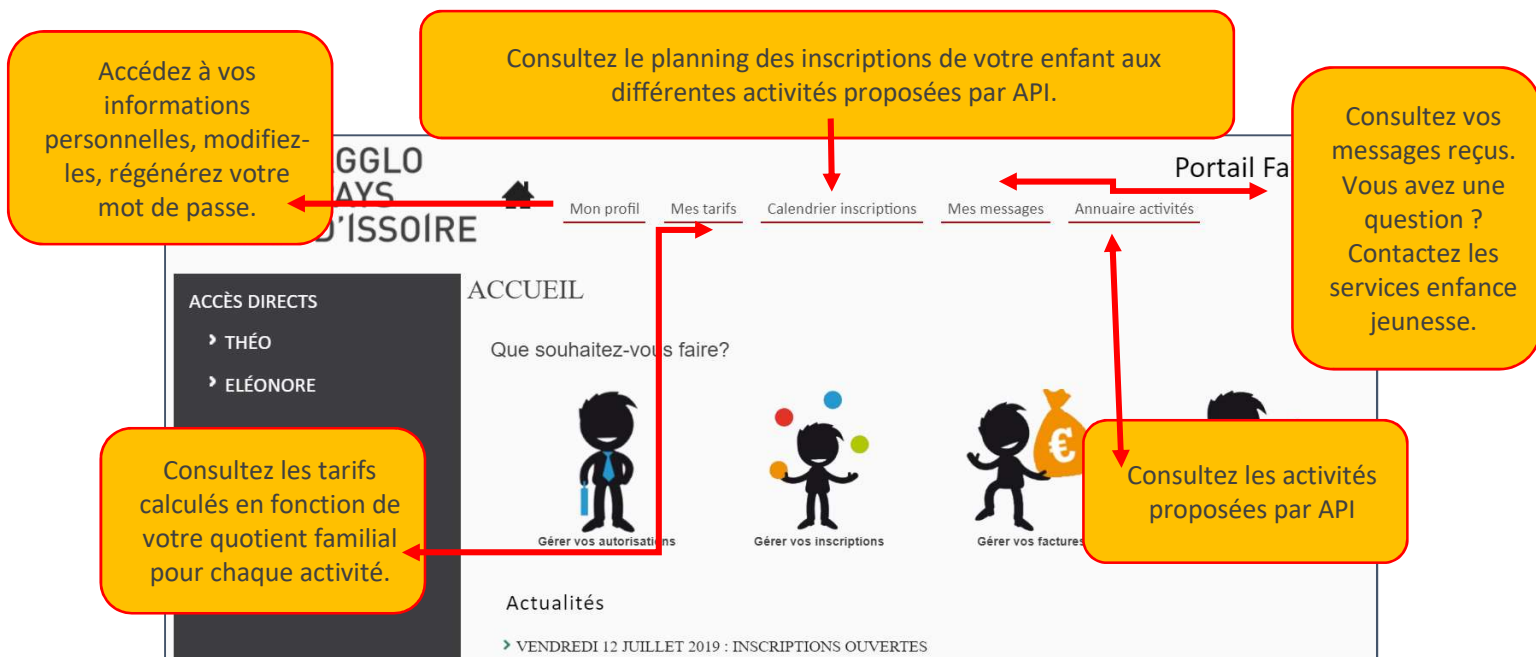 Accédez à vos
informations
personnelles, modifiez-
les, régénérez votre
mot de passe.
Consultez le planning des inscriptions de votre enfant aux
différentes activités proposées par API.
Consultez vos
messages reçus.
Vous avez une
question ?
Contactez les
services enfance
jeunesse.
GGLO
PAYS
D'ISSOIRE
Portail Fa
Mon profil Mes tarifs Calendrier inscriptions Mes messages Annuaire activités
ACCÈS DIRECTS
THÉO
ELÉONORE
ACCUEIL
Que souhaitez-vous faire?
€
Consultez les tarifs
calculés en fonction de
votre quotient familial
pour chaque activité.
Consultez les activités
proposées par API
Gérer vos autorisations Gérer vos inscriptions Gérer vos factures
Actualités
VENDREDI 12 JUILLET 2019 : INSCRIPTIONS OUVERTES